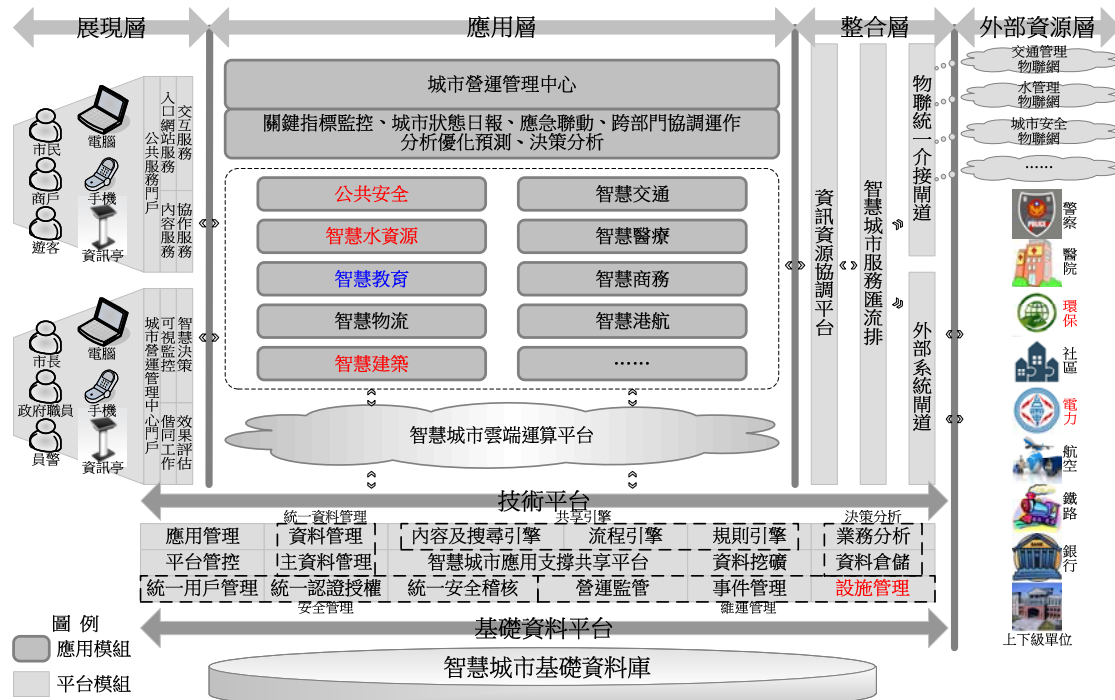 展現層
應用層
整合層
外部資源層
市民
商戶
遊客
電腦
手機
資訊亭
公共服務門戶
入口網站服務
內容服務
交互服務
協作服務
市長
政府職員
員警
電腦
手機
資訊亭
城市營運管理中心門戶
可視監控
偕同工作
智慧決策
效果評估
城市營運管理中心
關鍵指標監控、城市狀態日報、應急聯動、跨部門協調運作
分析優化預測、決策分析
公共安全
智慧交通
智慧水資源
智慧醫療
智慧教育
智慧商務
智慧物流
智慧港航
智慧建築
……
智慧城市雲端運算平台
資訊資源協調平台
智慧城市服務匯流排
物聯統一介接閘道
外部系統閘道
交通管理
物聯網
水管理
物聯網
城市安全
物聯網
……
警察
POLICE
醫院
環保
社區
電力
航空
鐵路
BANK
銀行
上下級單位
技術平台
統一資料管理
共享引擎
決策分析
應用管理
資料管理
內容及搜尋引擎
流程引擎
規則引擎
業務分析
平台管控
主資料管理
智慧城市應用支撐共享平台
資料挖礦
資料倉儲
統一用戶管理
統一認證授權
統一安全稽核
營運監管
事件管理
設施管理
安全管理
維運管理
基礎資料平台
智慧城市基礎資料庫
圖 例
應用模組
平台模組